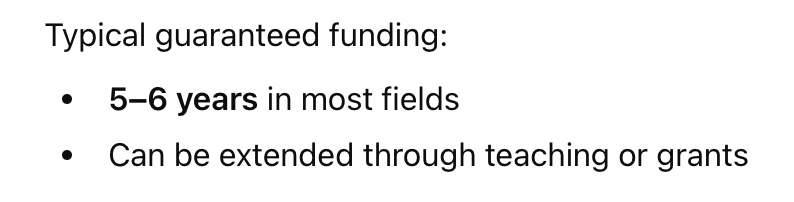 Typical guaranteed funding:
• 5–6 years in most fields
• Can be extended through teaching or grants